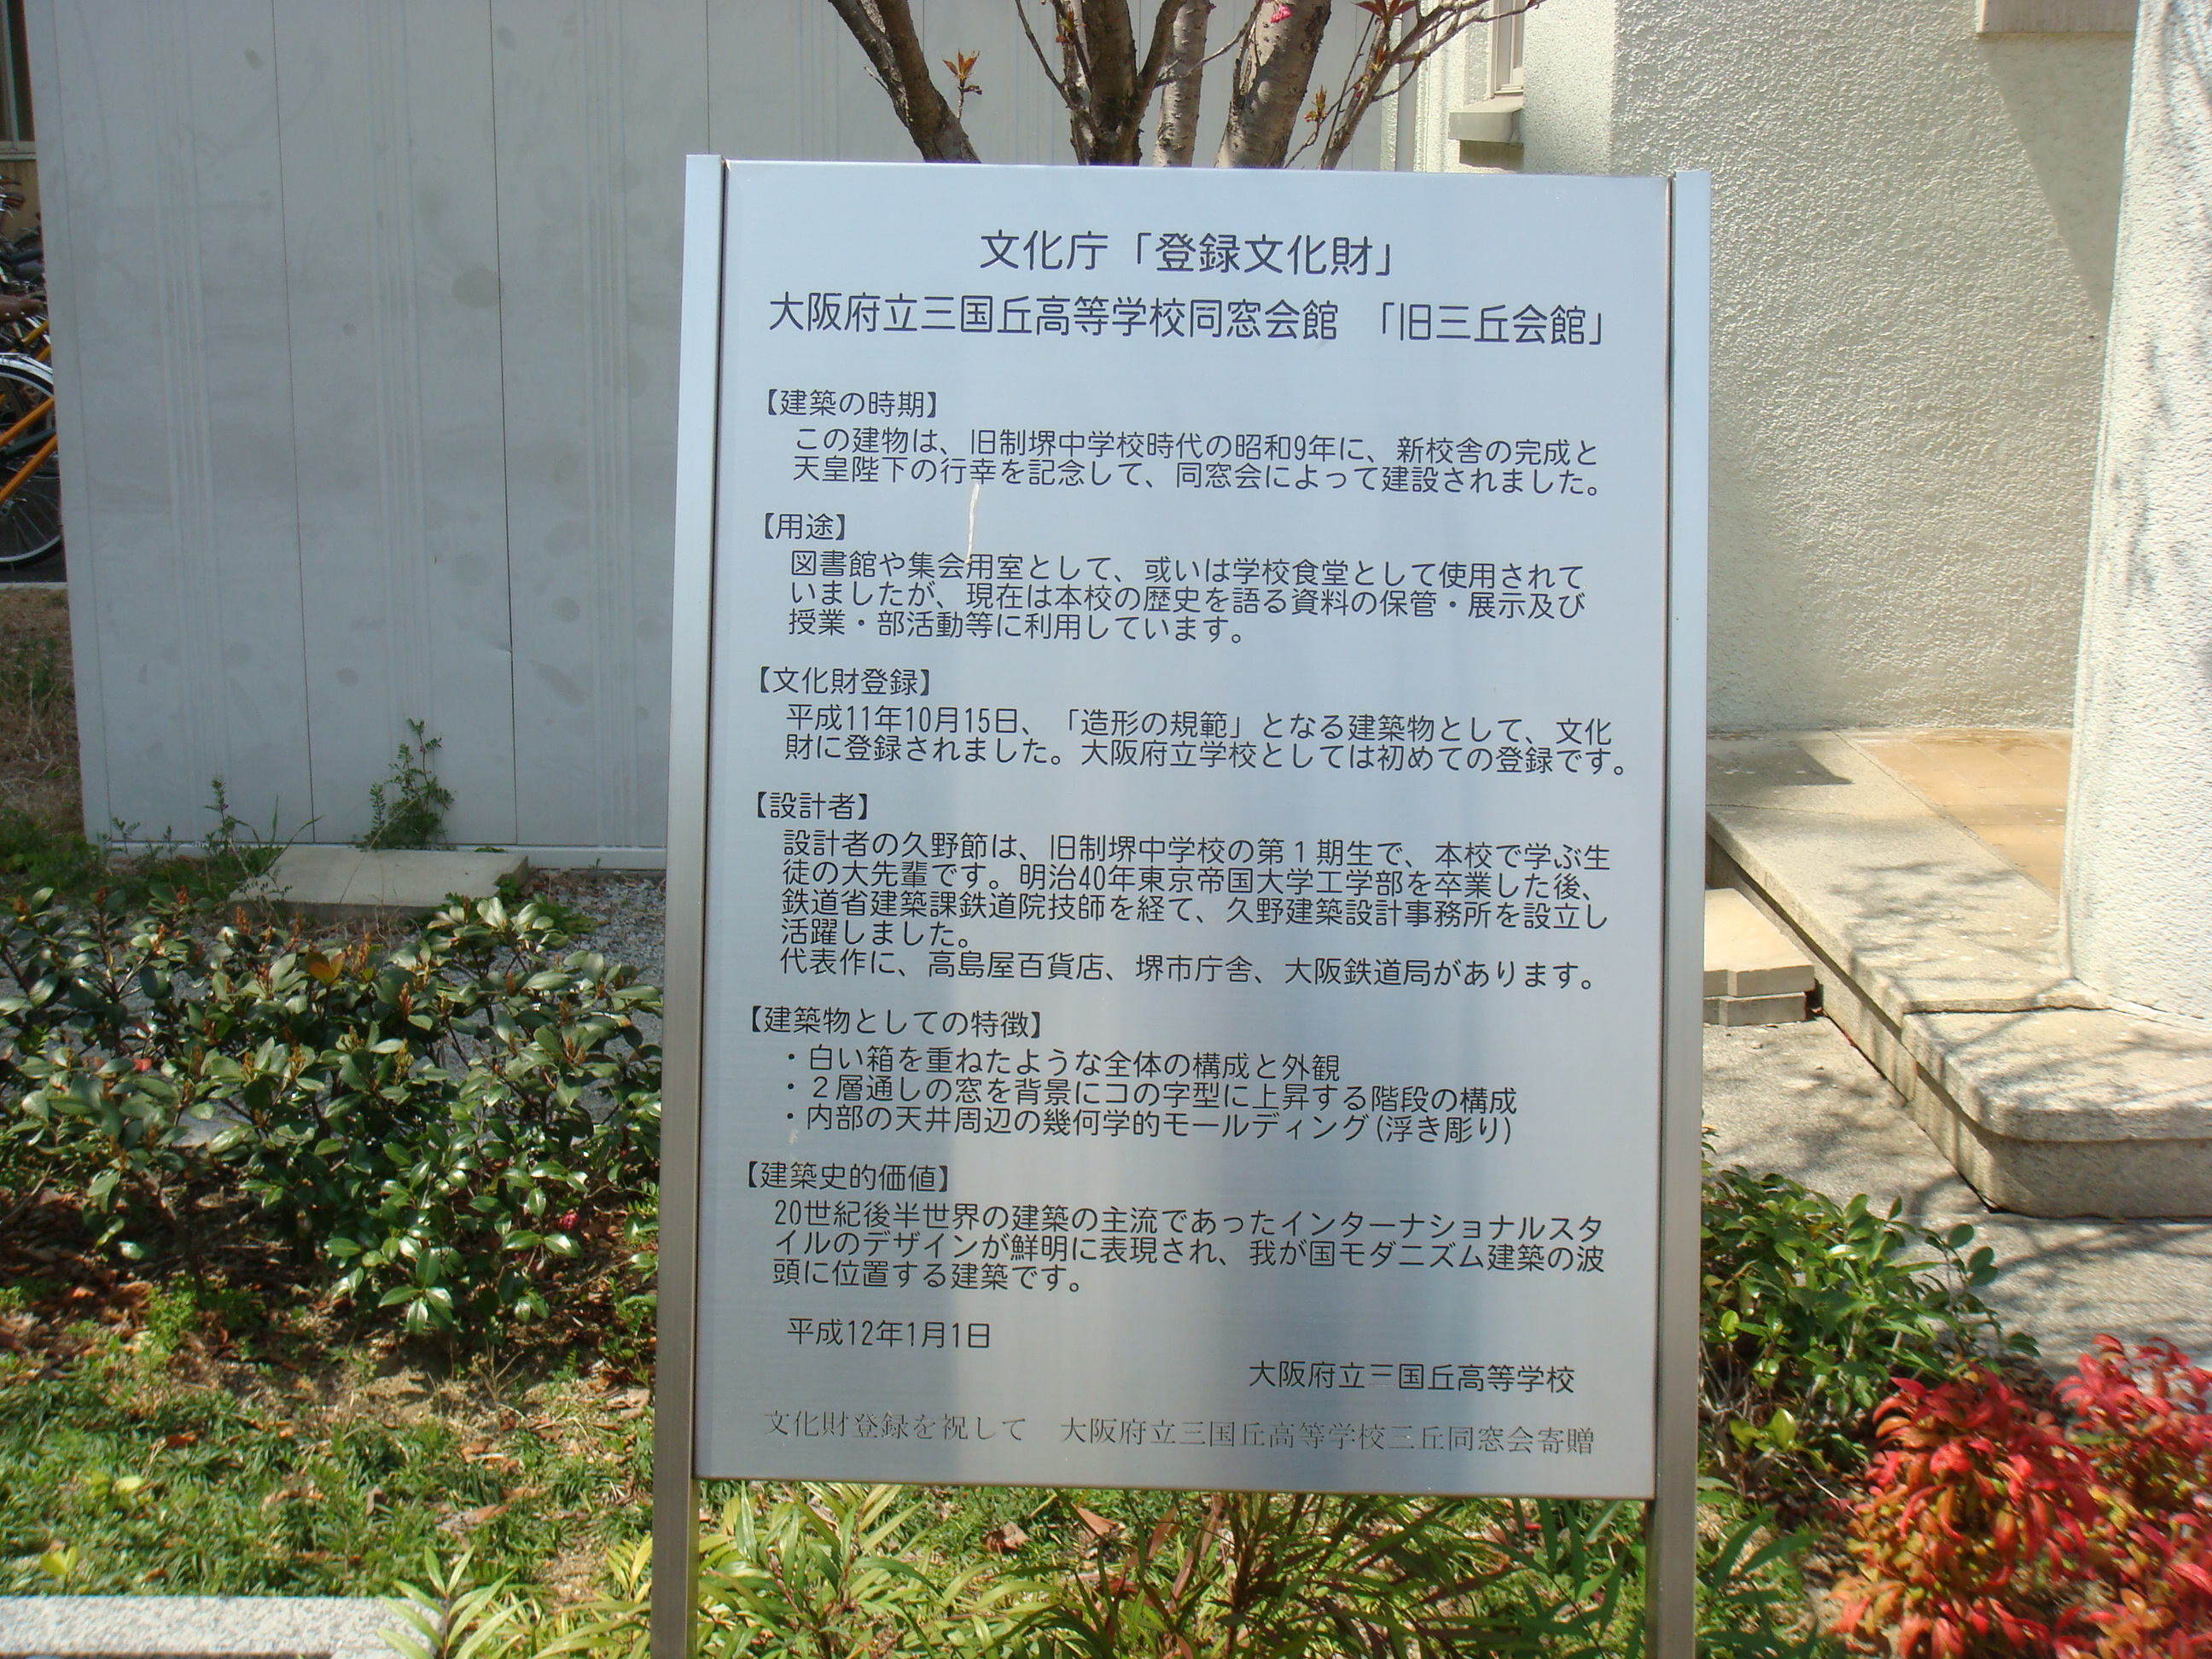 文化庁「登録文化財」
大阪府立三国丘高等学校同窓会館　「旧三丘会館」
【建築の時期】
この建物は、旧制堺中学校時代の昭和9年に、新校舎の完成と
天皇陛下の行幸を記念して、同窓会によって建設されました。
【用途】
図書館や集会用室として、或いは学校食堂として使用されて
いましたが、現在は本校の歴史を語る資料の保管・展示及び
授業・部活動等に利用しています。
【文化財登録】
平成11年10月15日、「造形の規範」となる建築物として、文化
財に登録されました。大阪府立学校としては初めての登録です。
【設計者】
設計者の久野節は、旧制堺中学校の第１期生で、本校で学ぶ生
徒の大先輩です。明治40年東京帝国大学工学部を卒業した後、
鉄道省建築課鉄道院技師を経て、久野建築設計事務所を設立し
活躍しました。
代表作に、高島屋百貨店、堺市庁舎、大阪鉄道局があります。
【建築物としての特徴】
・白い箱を重ねたような全体の構成と外観
・２層通しの窓を背景にコの字型に上昇する階段の構成
・内部の天井周辺の幾何学的モールディング(浮き彫り)
【建築史的価値】
20世紀後半世界の建築の主流であったインターナショナルスタ
イルのデザインが鮮明に表現され、我が国モダニズム建築の波
頭に位置する建築です。
平成12年1月1日
大阪府立三国丘高等学校
文化財登録を祝して　大阪府立三国丘高等学校三丘同窓会寄贈